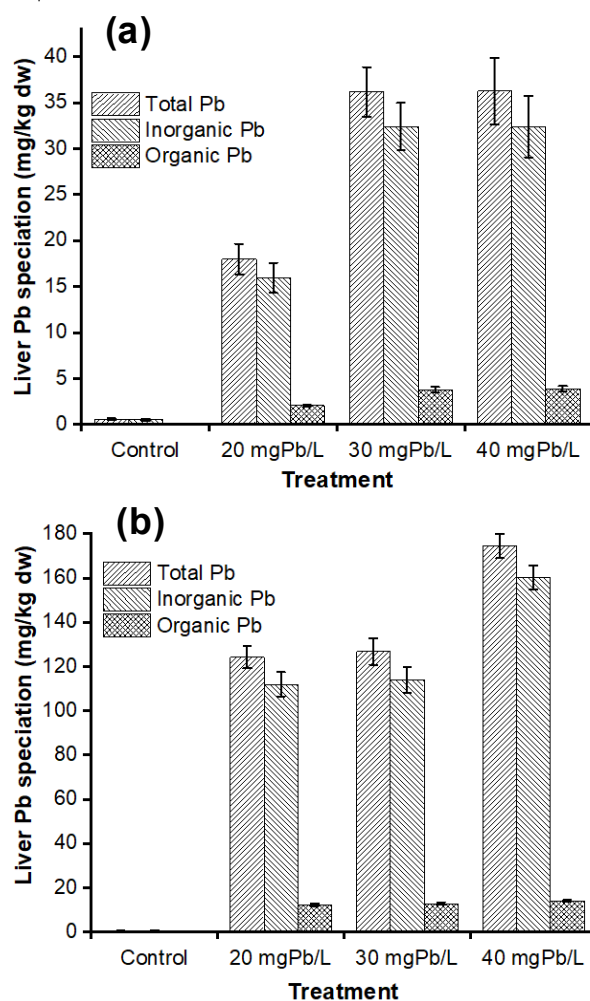 (a)
Liver Pb speciation (mg/kg dw)
40
35
30
25
20
15
10
5
0
Total Pb
Inorganic Pb
Organic Pb
Control
20 mgPb/L
30 mgPb/L
40 mgPb/L
Treatment
(b)
Liver Pb speciation (mg/kg dw)
180
160
140
120
100
80
60
40
20
0
Total Pb
Inorganic Pb
Organic Pb
Control
20 mgPb/L
30 mgPb/L
40 mgPb/L
Treatment